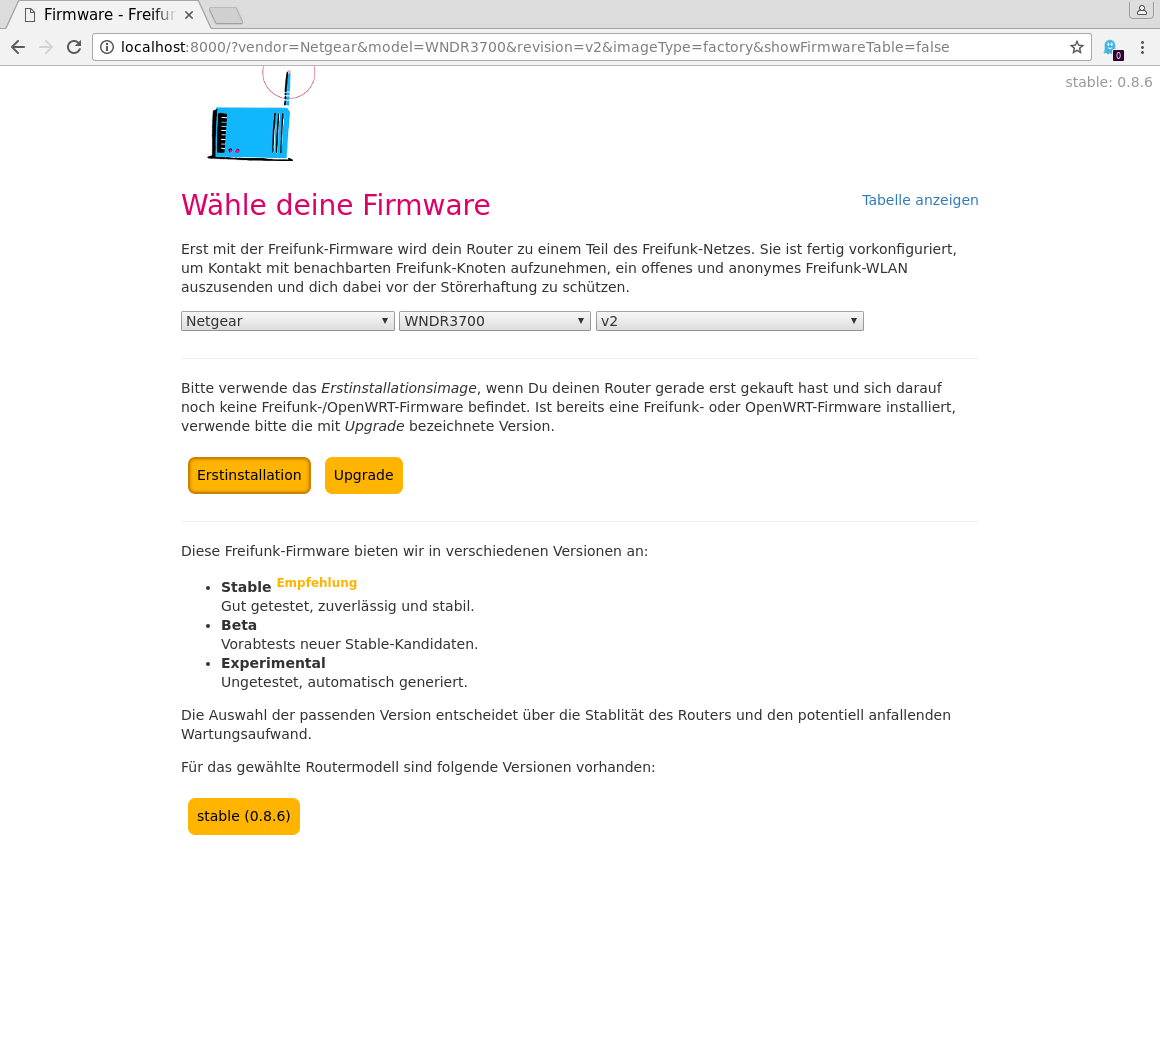 Firmware - Freifun
localhost:8000/?vendor=Netgear&model=WNDR3700&revision=v2&imageType=factory&showFirmwareTable=false
0
stable: 0.8.6
Wähle deine Firmware
Tabelle anzeigen
Erst mit der Freifunk-Firmware wird dein Router zu einem Teil des Freifunk-Netzes. Sie ist fertig vorkonfiguriert,
um Kontakt mit benachbarten Freifunk-Knoten aufzunehmen, ein offenes und anonymes Freifunk-WLAN
auszusenden und dich dabei vor der Störerhaftung zu schützen.
Netgear WNDR3700 v2
Bitte verwende das Erstinstallationsimage, wenn Du deinen Router gerade erst gekauft hast und sich darauf
noch keine Freifunk-/OpenWRT-Firmware befindet. Ist bereits eine Freifunk- oder OpenWRT-Firmware installiert,
verwende bitte die mit Upgrade bezeichnete Version.
Erstinstallation Upgrade
Diese Freifunk-Firmware bieten wir in verschiedenen Versionen an:
• Stable Empfehlung
Gut getestet, zuverlässig und stabil.
• Beta
Vorabtests neuer Stable-Kandidaten.
• Experimental
Ungetestet, automatisch generiert.
Die Auswahl der passenden Version entscheidet über die Stablität des Routers und den potentiell anfallenden
Wartungsaufwand.
Für das gewählte Routermodell sind folgende Versionen vorhanden:
stable (0.8.6)